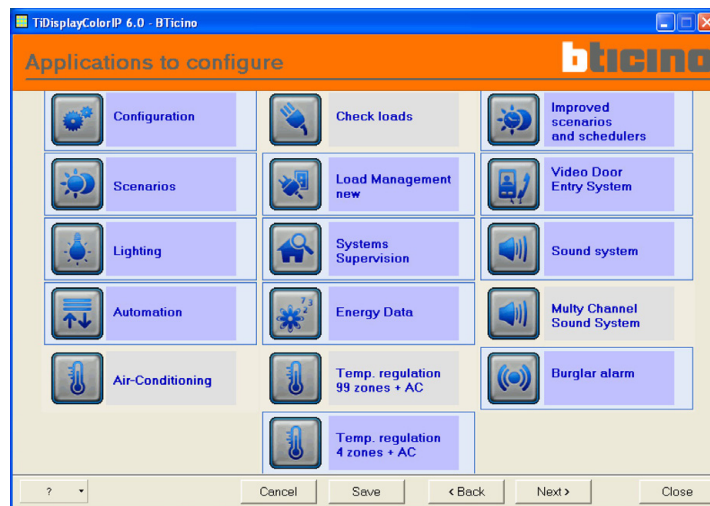 TiDisplayColorIP 6.0 - BTicino
Applications to configure
bticino
Configuration
Scenarios
Lighting
Automation
Air-Conditioning
Check loads
Load Management
new
Systems
Supervision
Energy Data
Temp. regulation
99 zones + AC
Temp. regulation
4 zones + AC
Improved
scenarios
and schedulers
Video Door
Entry System
Sound system
Multy Channel
Sound System
Burglar alarm
?
Cancel
Save
< Back
Next >
Close